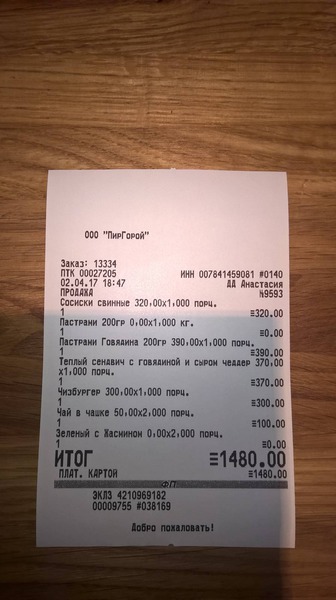 ООО "ПирГорой"
Заказ: 13334
ПТК 00027205 ИНН 007841459081 #0140
02.04.17 18:47 ДД Анастасия
ПРОДАЖА №9593
Сосиски свинные 320,00х1,000 порц.
1 ≡320.00
Пастрами 200гр 0,00х1,000 кг.
1 ≡0.00
Пастрами Говядина 200гр 390,00х1,000 порц.
1 ≡390.00
Теплый сендвич с говядиной и сыром чеддер 370,00
х1,000 порц.
1 ≡370.00
Чизбургер 300,00х1,000 порц.
1 ≡300.00
Чай в чашке 50,00х2,000 порц.
1 ≡100.00
Зеленый с Жасмином 0,00х2,000 порц.
1 ≡0.00
ИТОГ ≡1480.00
ПЛАТ. КАРТОЙ ≡1480.00
ФП
ЭКЛЗ 4210969182
00009755 #038169
Добро пожаловать!